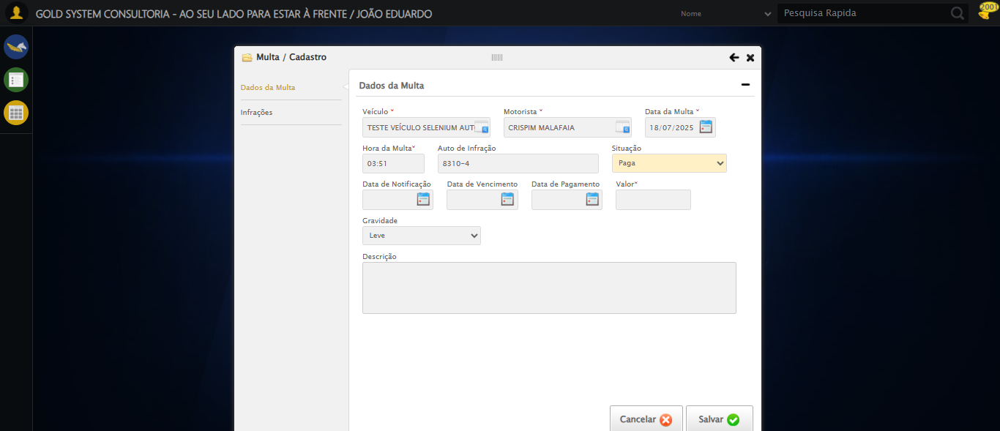 GOLD SYSTEM CONSULTORIA - AO SEU LADO PARA ESTAR À FRENTE / JOÃO EDUARDO
Nome
Pesquisa Rapida
2001
Multa / Cadastro
Dados da Multa
Infrações
Dados da Multa
Veículo *
Motorista *
Data da Multa *
TESTE VEÍCULO SELENIUM AUT
CRISPIM MALAFAIA
18/07/2025
Hora da Multa*
Auto de Infração
Situação
03:51
8310-4
Paga
Data de Notificação
Data de Vencimento
Data de Pagamento
Valor*
Gravidade
Leve
Descrição
Cancelar
Salvar